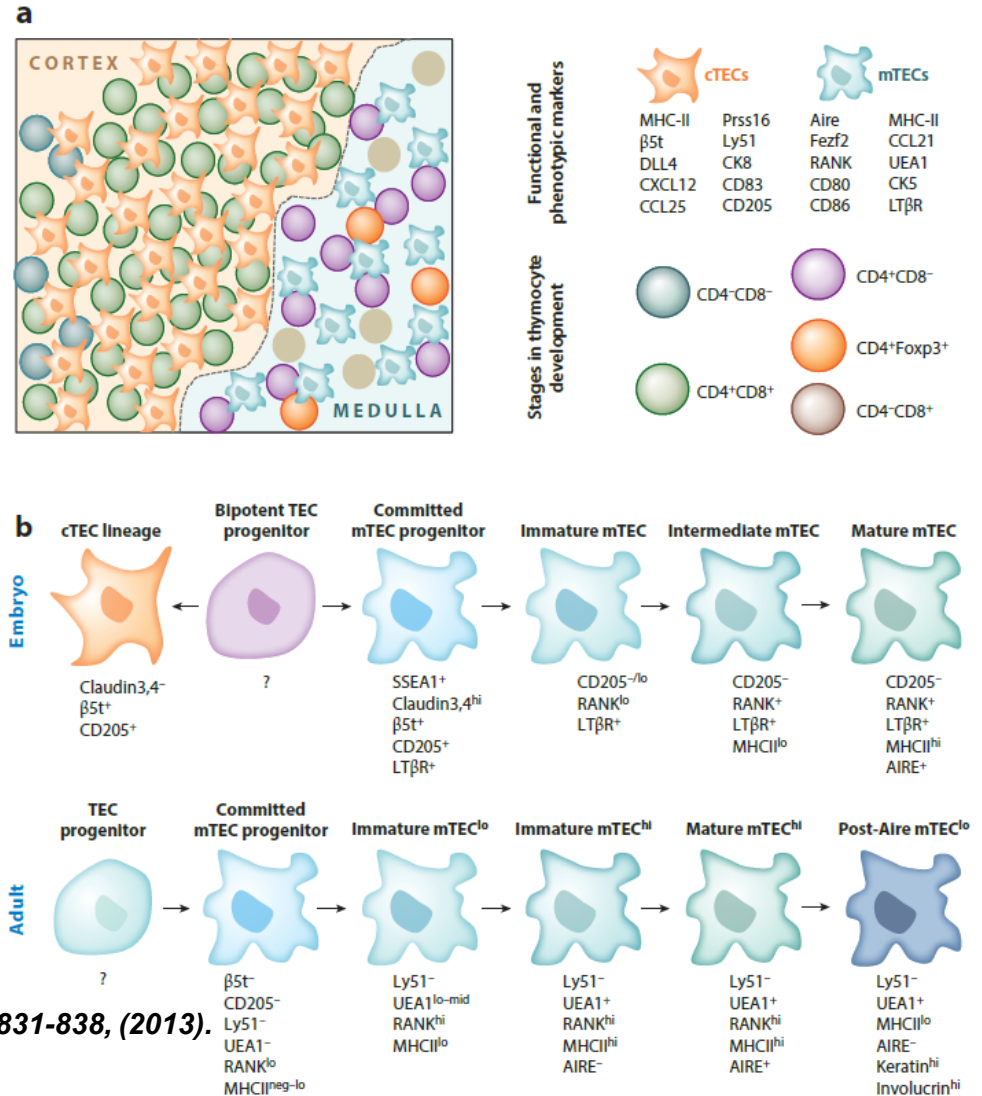 a
CORTEX
MEDULLA
Functional and
phenotypic markers
cTECs
mTECs
MHC-II Prss16 Aire MHC-II
β5t Ly51 Fezf2 CCL21
DLL4 CK8 RANK UEA1
CXCL12 CD83 CD80 CK5
CCL25 CD205 CD86 LTβR
Stages in thymocyte
development
CD4⁻CD8⁻
CD4⁺CD8⁺
CD4⁺CD8⁻
CD4⁺Foxp3⁺
CD4⁻CD8⁺
b
Embryo
cTEC lineage
Claudin3,4⁻
β5t⁺
CD205⁺
Bipotent TEC
progenitor
?
Committed
mTEC progenitor
SSEA1⁺
Claudin3,4ʰⁱ
β5t⁺
CD205⁺
LTβR⁺
Immature mTEC
CD205⁻/ˡᵒ
RANKˡᵒ
LTβR⁺
Intermediate mTEC
CD205⁻
RANK⁺
LTβR⁺
MHCIIˡᵒ
Mature mTEC
CD205⁻
RANK⁺
LTβR⁺
MHCIIʰⁱ
AIRE⁺
Adult
TEC
progenitor
?
Committed
mTEC progenitor
β5t⁻
CD205⁻
Ly51⁻
UEA1⁻
RANKˡᵒ
MHCIIⁿᵉᵍ⁻ˡᵒ
Immature mTECˡᵒ
Ly51⁻
UEA1ˡᵒ⁻ᵐⁱᵈ
RANKʰⁱ
MHCIIˡᵒ
Immature mTECʰⁱ
Ly51⁻
UEA1⁺
RANKʰⁱ
MHCIIʰⁱ
AIRE⁻
Mature mTECʰⁱ
Ly51⁻
UEA1⁺
RANKʰⁱ
MHCIIʰⁱ
AIRE⁺
Post-Aire mTECˡᵒ
Ly51⁻
UEA1⁺
MHCIIˡᵒ
AIRE⁻
Keratinʰⁱ
Involucrinʰⁱ
831-838, (2013).